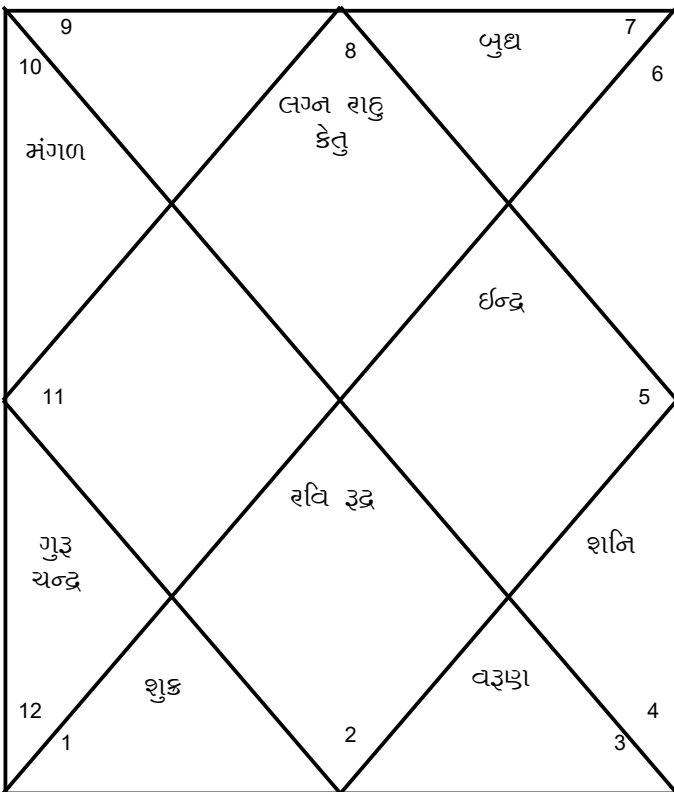 9
7
બુધ
8
10
6
લગ્ન રાહુ
કેતુ
મંગળ
ઈન્દ્ર
11
5
રવિ રૂદ્ર
ગુરૂ
ચન્દ્ર
શનિ
શુક્ર
વરૂણ
12
4
2
1
3